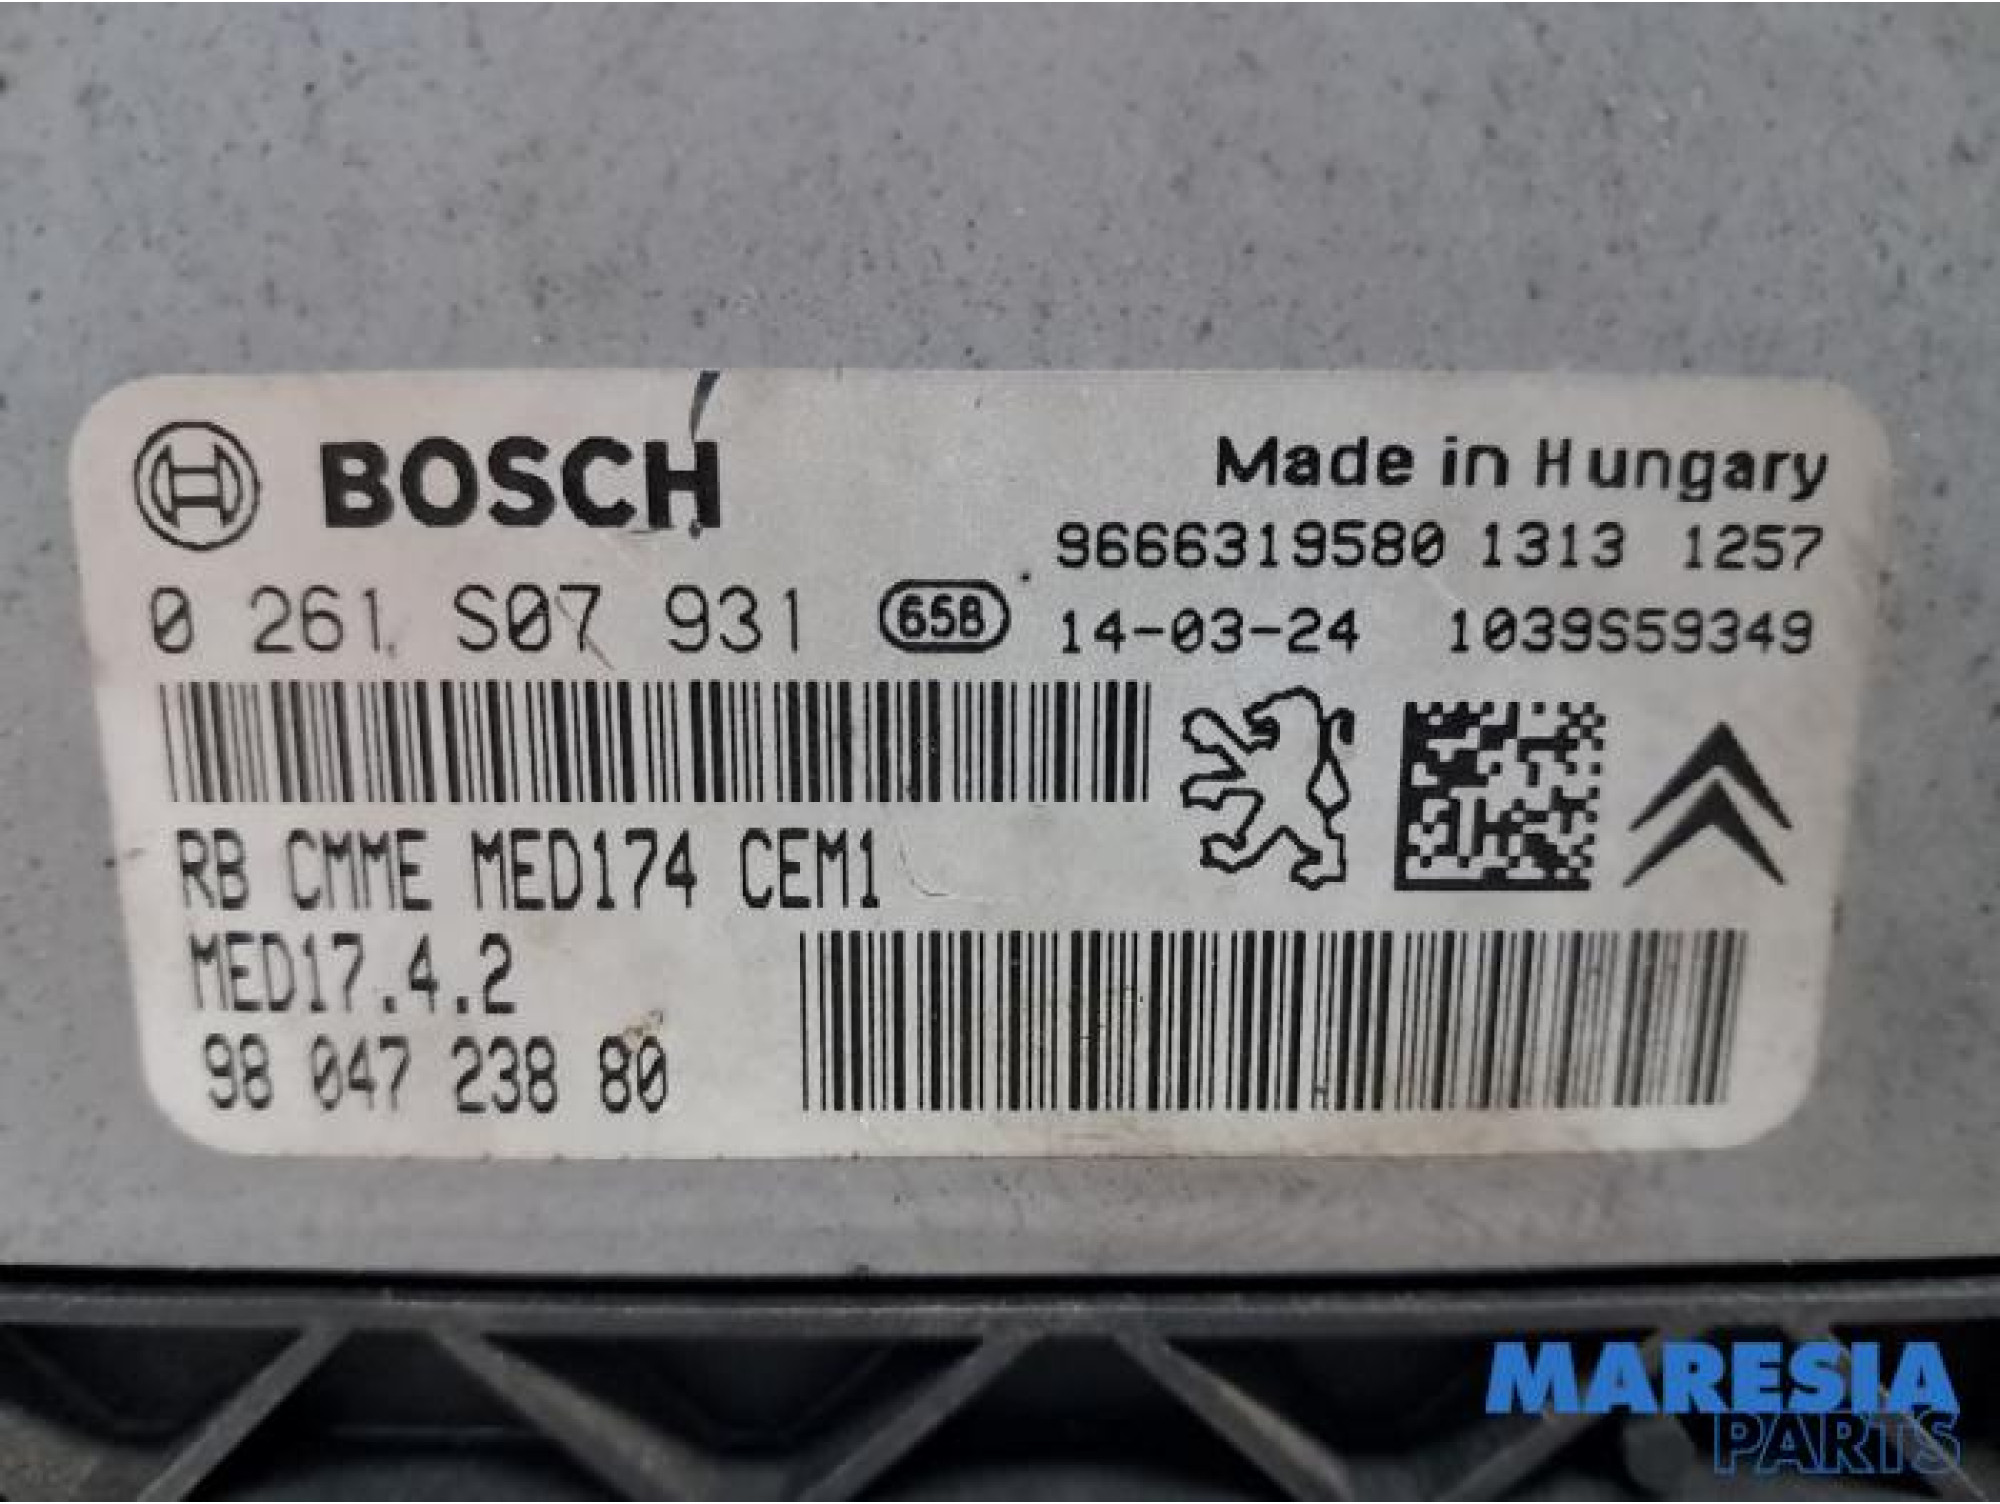 BOSCH
Made in Hungary
9666319580 1313 1257
0 261 S07 931 65B
14-03-24 1039S59349
RB CMME MED174 CEM1
MED17.4.2
98 047 238 80
MARESIA
PARTS